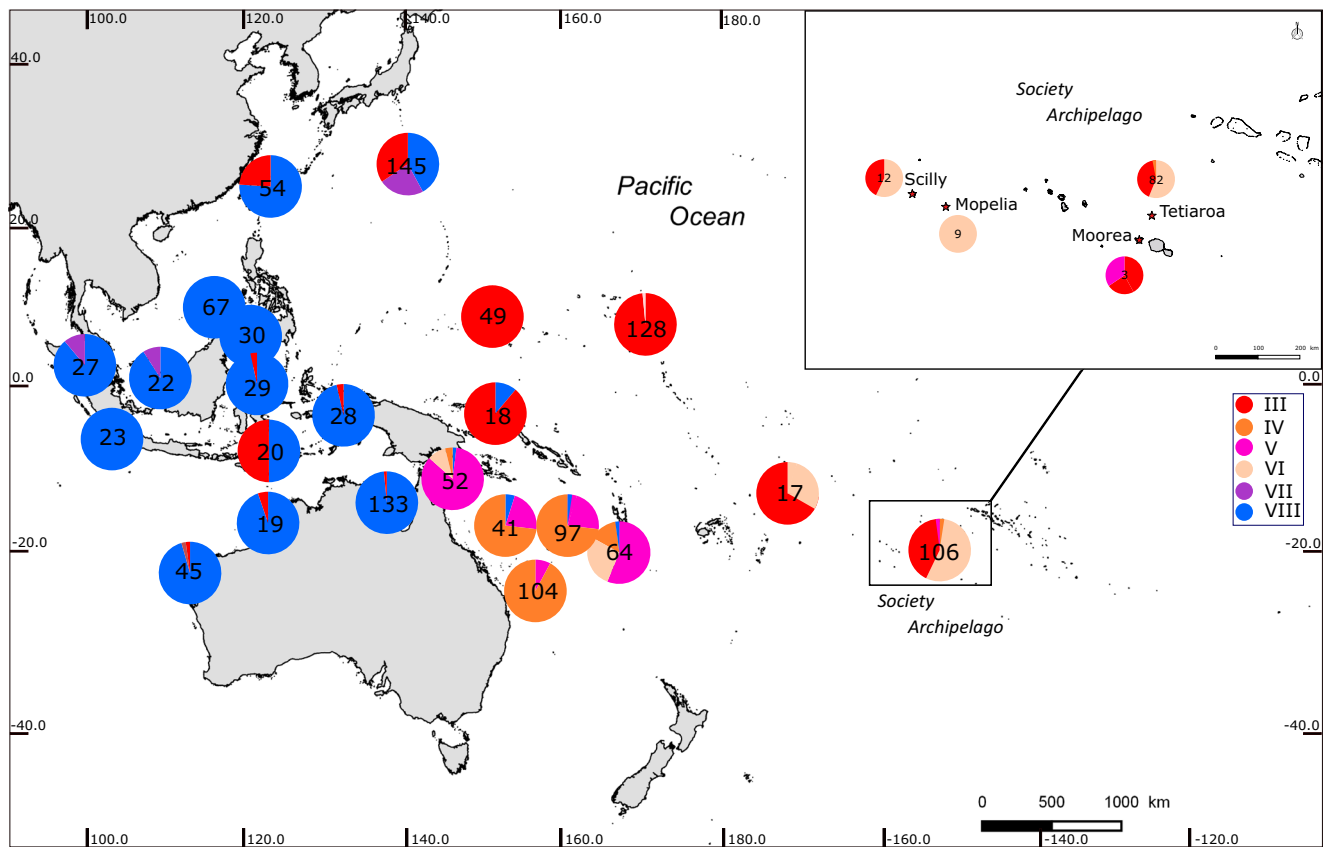 100.0
120.0
140.0
160.0
180.0
40.0
20.0
0.0
-20.0
-40.0
Society
Archipelago
12
Scilly
Mopelia
9
82
Tetiaroa
Moorea
3
0 100 200 km
Pacific
Ocean
145
54
67
30
49
128
27
22
29
28
18
23
20
52
133
19
41
97
64
45
104
17
106
0.0
III
IV
V
VI
VII
VIII
-20.0
Society
Archipelago
-40.0
0 500 1000 km
100.0
120.0
140.0
160.0
180.0
-160.0
-140.0
-120.0